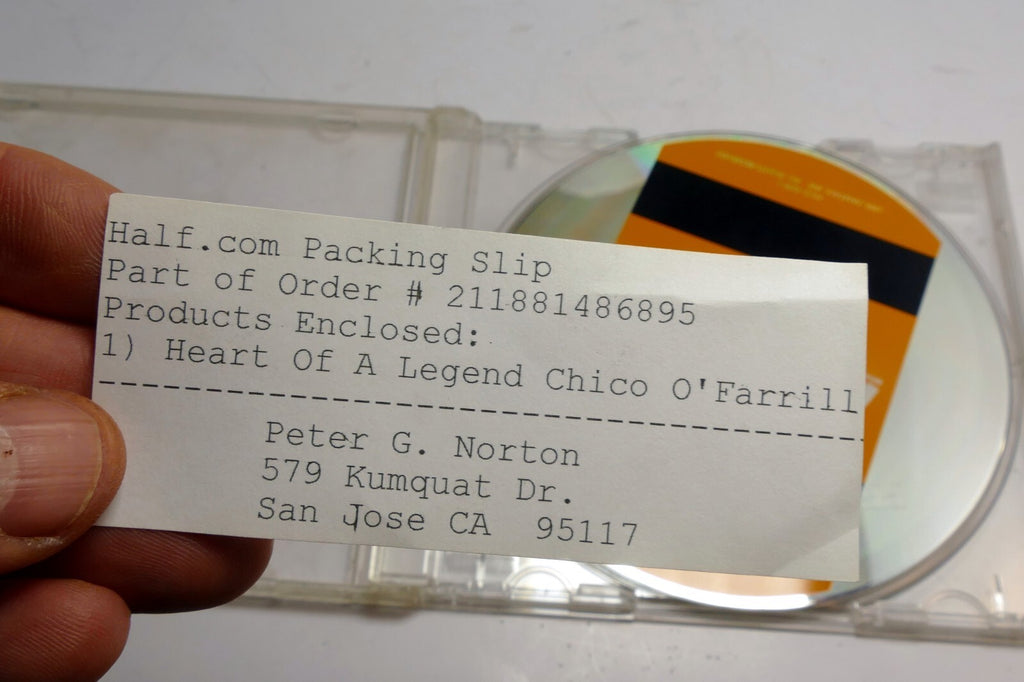 Half.com Packing Slip
Part of Order # 211881486895
Products Enclosed:
1) Heart Of A Legend Chico O'Farrill
--------------------------------------------
Peter G. Norton
579 Kumquat Dr.
San Jose CA  95117